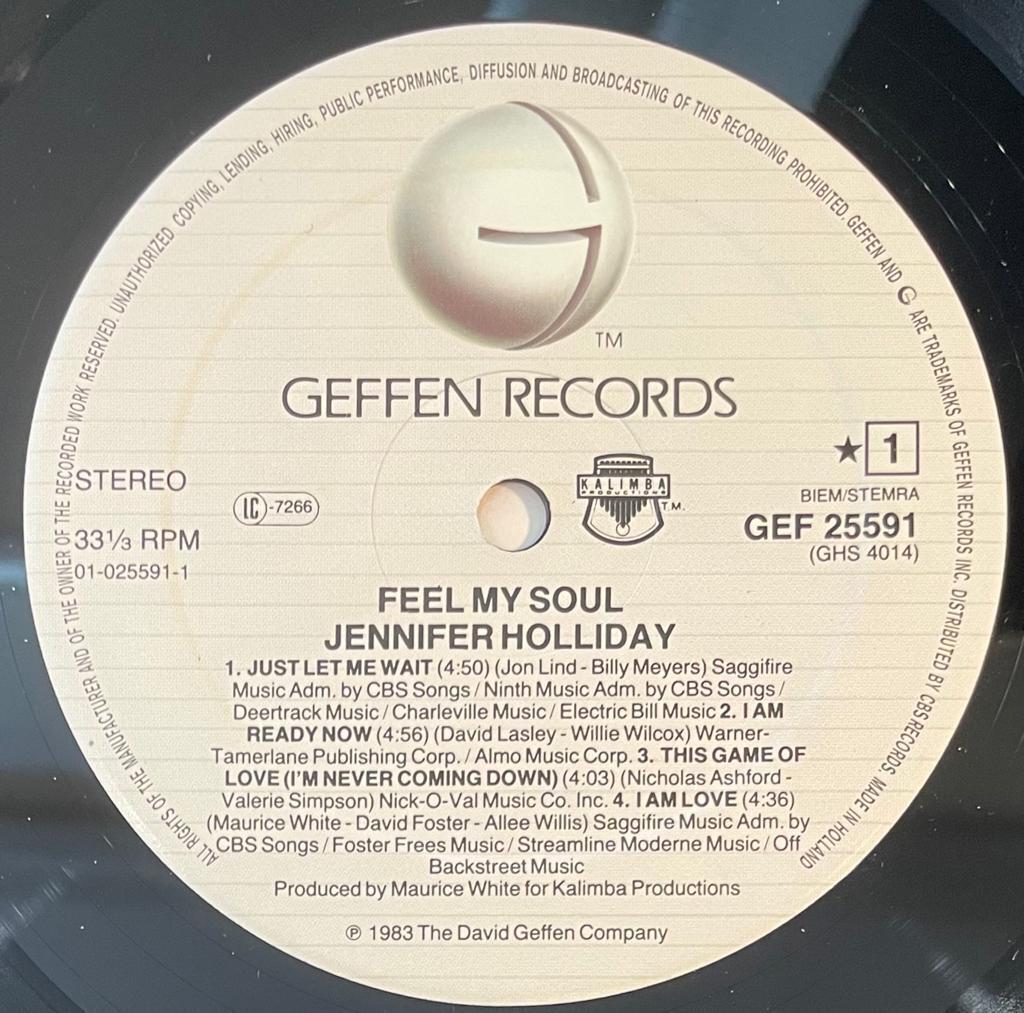 ALL RIGHTS OF THE MANUFACTURER AND OF THE OWNER OF THE RECORDED WORK RESERVED. UNAUTHORIZED COPYING, LENDING, HIRING, PUBLIC PERFORMANCE, DIFFUSION AND BROADCASTING OF THIS RECORDING PROHIBITED. GEFFEN AND G ARE TRADEMARKS OF GEFFEN RECORDS INC. DISTRIBUTED BY CBS RECORDS. MADE IN HOLLAND
TM
GEFFEN RECORDS
STEREO
33⅓ RPM
01-025591-1
LC-7266
KALIMBA
PRODUCTIONS
T.M.
★ 1
BIEM/STEMRA
GEF 25591
(GHS 4014)
FEEL MY SOUL
JENNIFER HOLLIDAY
1. JUST LET ME WAIT (4:50) (Jon Lind - Billy Meyers) Saggifire
Music Adm. by CBS Songs / Ninth Music Adm. by CBS Songs /
Deertrack Music / Charleville Music / Electric Bill Music 2. I AM
READY NOW (4:56) (David Lasley - Willie Wilcox) Warner-
Tamerlane Publishing Corp. / Almo Music Corp. 3. THIS GAME OF
LOVE (I'M NEVER COMING DOWN) (4:03) (Nicholas Ashford -
Valerie Simpson) Nick-O-Val Music Co. Inc. 4. I AM LOVE (4:36)
(Maurice White - David Foster - Allee Willis) Saggifire Music Adm. by
CBS Songs / Foster Frees Music / Streamline Moderne Music / Off
Backstreet Music
Produced by Maurice White for Kalimba Productions
℗ 1983 The David Geffen Company